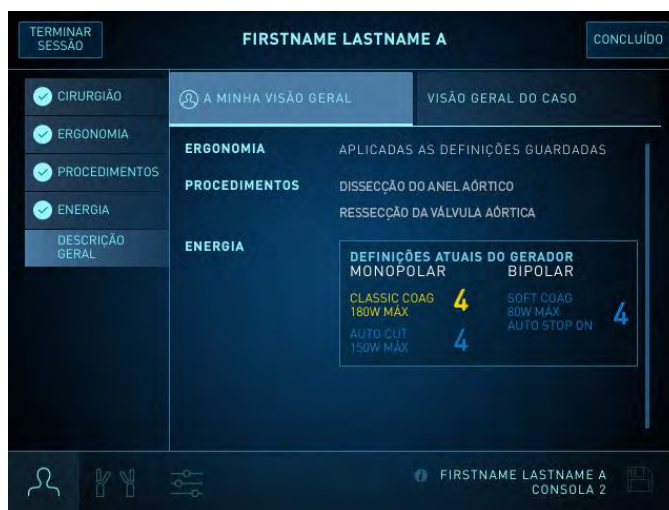 TERMINAR
SESSÃO
FIRSTNAME LASTNAME A
CONCLUÍDO
CIRURGIÃO
ERGONOMIA
PROCEDIMENTOS
ENERGIA
DESCRIÇÃO
GERAL
A MINHA VISÃO GERAL
VISÃO GERAL DO CASO
ERGONOMIA
APLICADAS AS DEFINIÇÕES GUARDADAS
PROCEDIMENTOS
DISSECÇÃO DO ANEL AÓRTICO
RESSECÇÃO DA VÁLVULA AÓRTICA
ENERGIA
DEFINIÇÕES ATUAIS DO GERADOR
MONOPOLAR
BIPOLAR
CLASSIC COAG
180W MÁX
4
AUTO CUT
150W MÁX
4
SOFT COAG
80W MÁX
AUTO STOP ON
4
FIRSTNAME LASTNAME A
CONSOLA 2